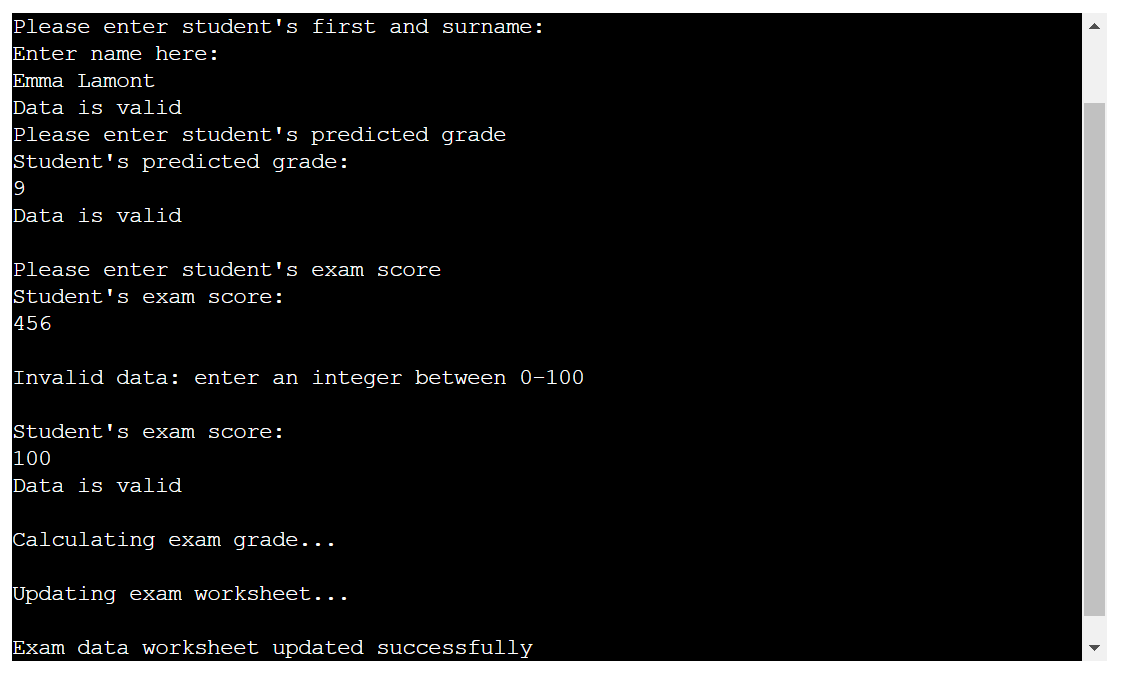 Please enter student's first and surname:
Enter name here:
Emma Lamont
Data is valid
Please enter student's predicted grade
Student's predicted grade:
9
Data is valid
Please enter student's exam score
Student's exam score:
456
Invalid data: enter an integer between 0-100
Student's exam score:
100
Data is valid
Calculating exam grade...
Updating exam worksheet...
Exam data worksheet updated successfully